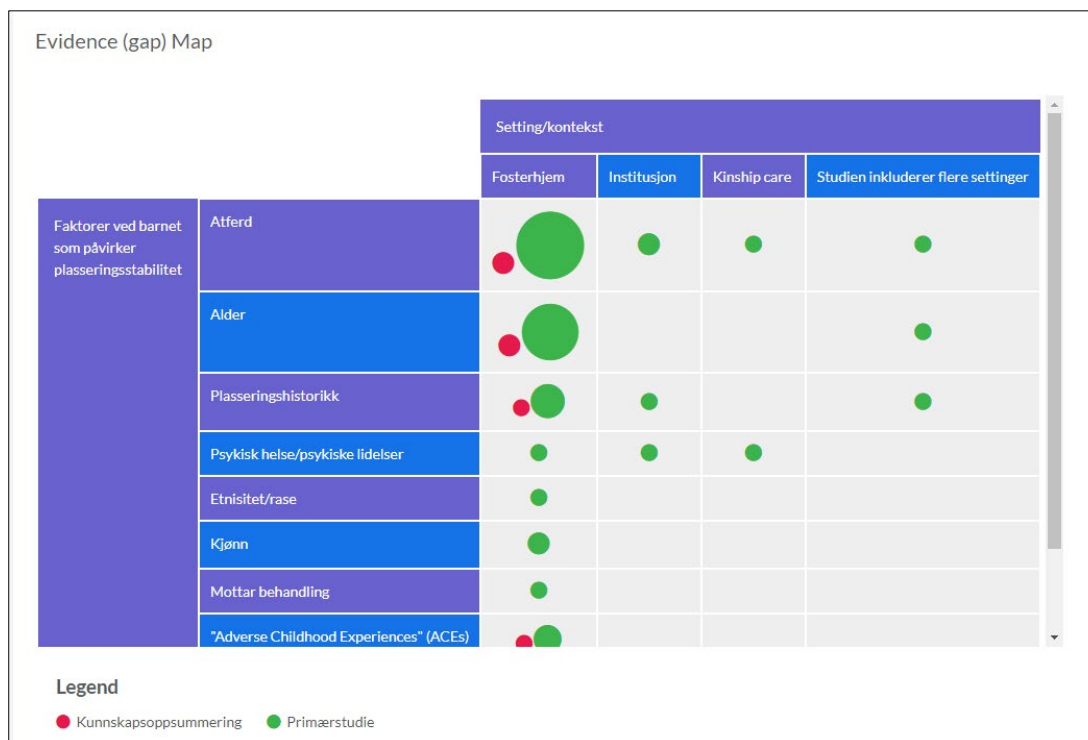 Evidence (gap) Map
Setting/kontekst
Fosterhjem
Institusjon
Kinship care
Studien inkluderer flere settinger
Faktorer ved barnet
som påvirker
plasseringsstabilitet
Atferd
Alder
Plasseringshistorikk
Psykisk helse/psykiske lidelser
Etnisitet/rase
Kjønn
Mottar behandling
"Adverse Childhood Experiences" (ACEs)
Legend
Kunnskapsoppsummering
Primærstudie